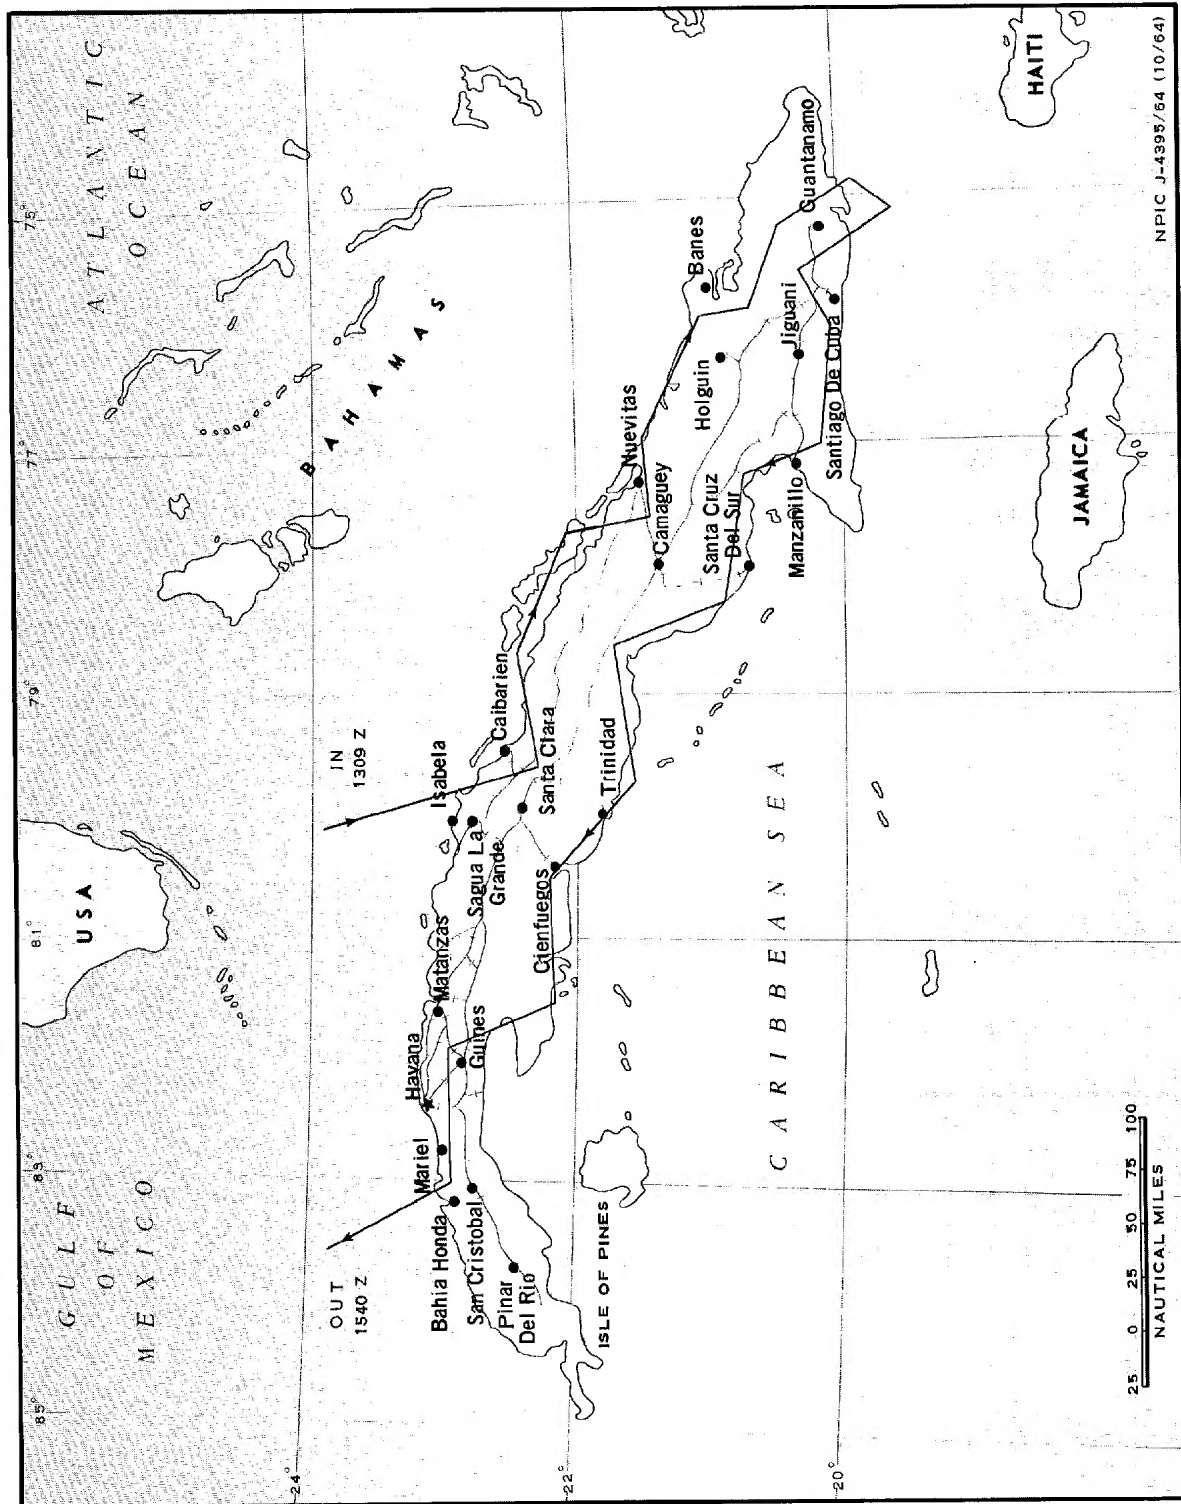 GULF
OF
MEXICO
ATLANTIC
OCEAN
85°
83°
81°
79°
77°
75°
24°
22°
20°
USA
BAHAMAS
OUT
1540 Z
IN
1309 Z
Havana
Mariel
Bahia Honda
San Cristobal
Pinar
Del Rio
Guines
Matanzas
Isabela
Sagua La
Grande
Caibarien
Santa Clara
Cienfuegos
Trinidad
Nuevitas
Camaguey
Santa Cruz
Del Sur
Banes
Holguin
Jiguani
Manzanillo
Santiago De Cuba
Guantanamo
ISLE OF PINES
CARIBBEAN SEA
JAMAICA
HAITI
25 0 25 50 75 100
NAUTICAL MILES
NPIC J-4395/64 (10/64)